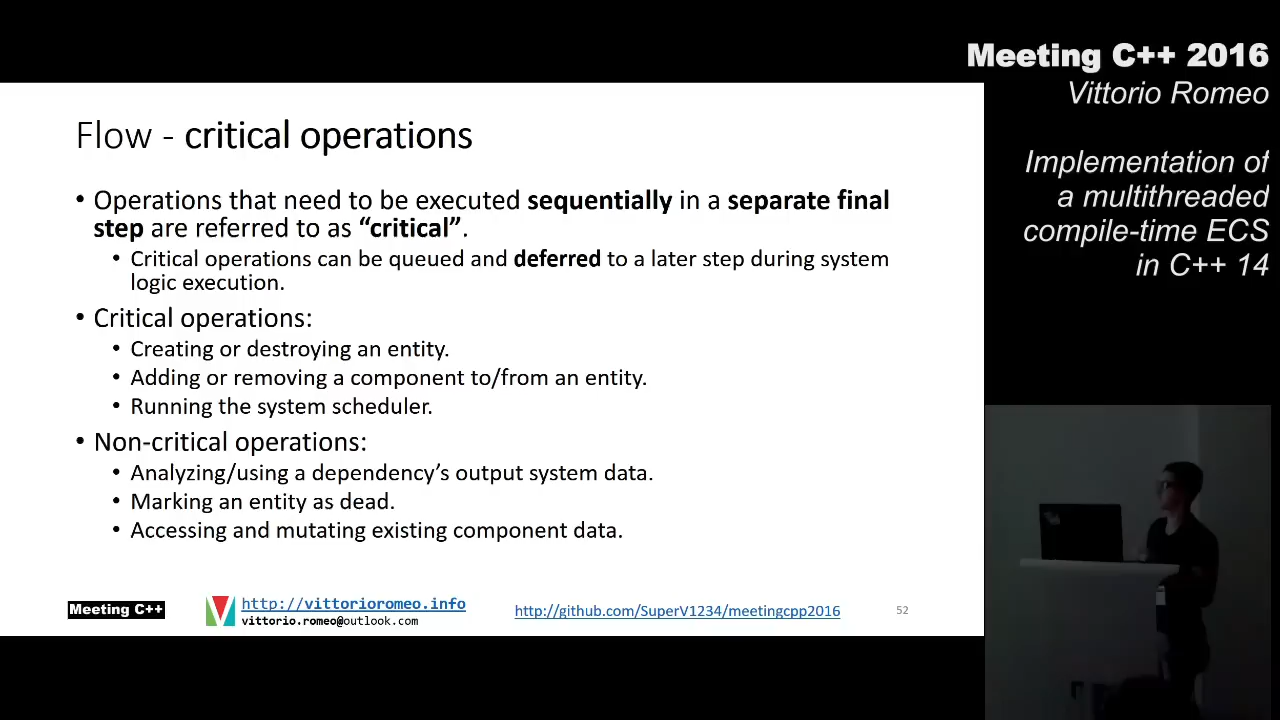 Meeting C++ 2016
Vittorio Romeo
Implementation of
a multithreaded
compile-time ECS
in C++ 14
Flow - critical operations
• Operations that need to be executed sequentially in a separate final
step are referred to as “critical”.
• Critical operations can be queued and deferred to a later step during system
logic execution.
• Critical operations:
• Creating or destroying an entity.
• Adding or removing a component to/from an entity.
• Running the system scheduler.
• Non-critical operations:
• Analyzing/using a dependency’s output system data.
• Marking an entity as dead.
• Accessing and mutating existing component data.
Meeting C++
http://vittorioromeo.info
vittorio.romeo@outlook.com
http://github.com/SuperV1234/meetingcpp2016
52